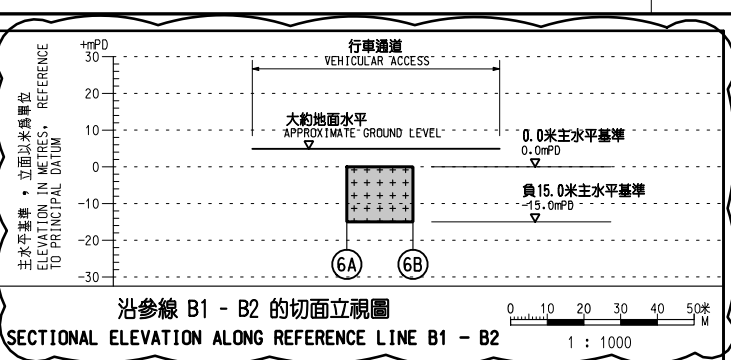 +mPD
30
20
10
0
-10
-20
-30
主水平基準，立面以米為單位
ELEVATION IN METRES, REFERENCE
TO PRINCIPAL DATUM
行車通道
VEHICULAR ACCESS
大約地面水平
APPROXIMATE GROUND LEVEL
0.0米主水平基準
0.0mPD
負15.0米主水平基準
-15.0mPD
6A
6B
沿參線 B1 - B2 的切面立視圖
SECTIONAL ELEVATION ALONG REFERENCE LINE B1 - B2
0 10 20 30 40 50米
M
1 : 1000